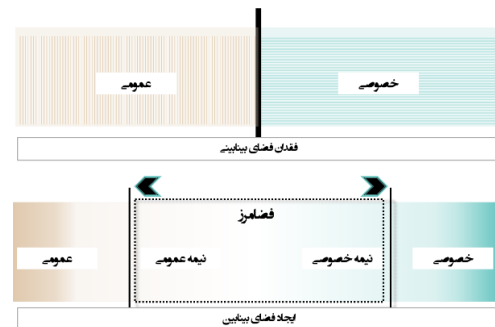 خصوصی عمومی
فقدان فضای بینابینی
فضامرز
خصوصی نیمه خصوصی نیمه عمومی عمومی
ایجاد فضای بینابین